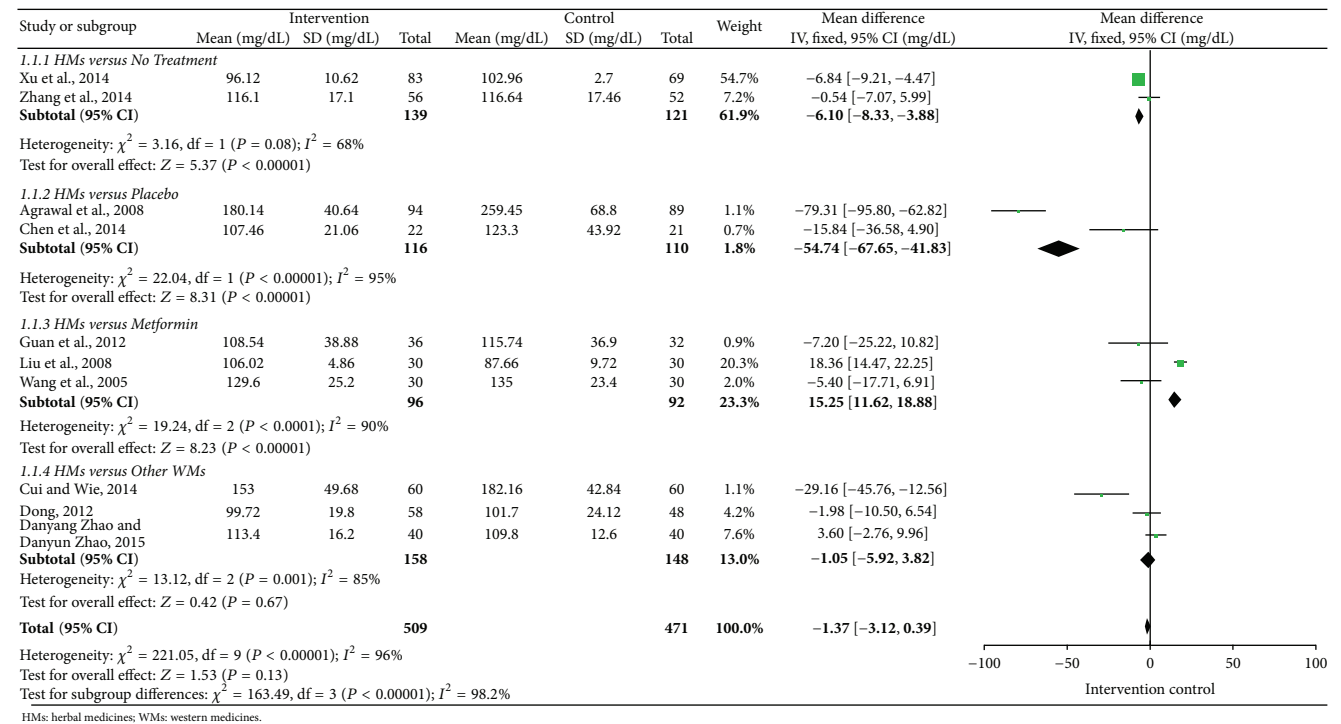 Study or subgroup Intervention Control Weight Mean difference Mean difference
Mean (mg/dL) SD (mg/dL) Total Mean (mg/dL) SD (mg/dL) Total IV, fixed, 95% CI (mg/dL) IV, fixed, 95% CI (mg/dL)
1.1.1 HMs versus No Treatment
Xu et al., 2014 96.12 10.62 83 102.96 2.7 69 54.7% −6.84 [−9.21, −4.47]
Zhang et al., 2014 116.1 17.1 56 116.64 17.46 52 7.2% −0.54 [−7.07, 5.99]
Subtotal (95% CI) 139 121 61.9% −6.10 [−8.33, −3.88]
Heterogeneity: χ² = 3.16, df = 1 (P = 0.08); I² = 68%
Test for overall effect: Z = 5.37 (P < 0.00001)
1.1.2 HMs versus Placebo
Agrawal et al., 2008 180.14 40.64 94 259.45 68.8 89 1.1% −79.31 [−95.80, −62.82]
Chen et al., 2014 107.46 21.06 22 123.3 43.92 21 0.7% −15.84 [−36.58, 4.90]
Subtotal (95% CI) 116 110 1.8% −54.74 [−67.65, −41.83]
Heterogeneity: χ² = 22.04, df = 1 (P < 0.00001); I² = 95%
Test for overall effect: Z = 8.31 (P < 0.00001)
1.1.3 HMs versus Metformin
Guan et al., 2012 108.54 38.88 36 115.74 36.9 32 0.9% −7.20 [−25.22, 10.82]
Liu et al., 2008 106.02 4.86 30 87.66 9.72 30 20.3% 18.36 [14.47, 22.25]
Wang et al., 2005 129.6 25.2 30 135 23.4 30 2.0% −5.40 [−17.71, 6.91]
Subtotal (95% CI) 96 92 23.3% 15.25 [11.62, 18.88]
Heterogeneity: χ² = 19.24, df = 2 (P < 0.0001); I² = 90%
Test for overall effect: Z = 8.23 (P < 0.00001)
1.1.4 HMs versus Other WMs
Cui and Wie, 2014 153 49.68 60 182.16 42.84 60 1.1% −29.16 [−45.76, −12.56]
Dong, 2012 99.72 19.8 58 101.7 24.12 48 4.2% −1.98 [−10.50, 6.54]
Danyang Zhao and
Danyun Zhao, 2015 113.4 16.2 40 109.8 12.6 40 7.6% 3.60 [−2.76, 9.96]
Subtotal (95% CI) 158 148 13.0% −1.05 [−5.92, 3.82]
Heterogeneity: χ² = 13.12, df = 2 (P = 0.001); I² = 85%
Test for overall effect: Z = 0.42 (P = 0.67)
Total (95% CI) 509 471 100.0% −1.37 [−3.12, 0.39]
Heterogeneity: χ² = 221.05, df = 9 (P < 0.00001); I² = 96%
Test for overall effect: Z = 1.53 (P = 0.13)
Test for subgroup differences: χ² = 163.49, df = 3 (P < 0.00001); I² = 98.2%
−100 −50 0 50 100
Intervention control
HMs: herbal medicines; WMs: western medicines.